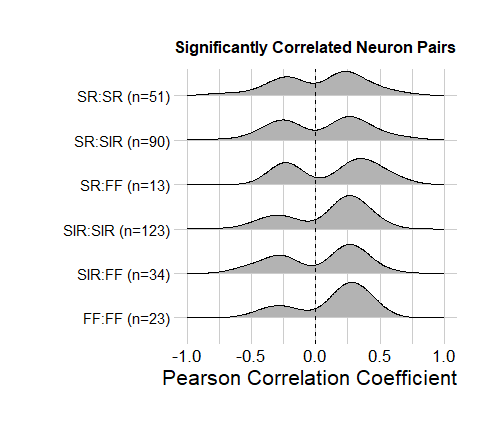 Significantly Correlated Neuron Pairs
SR:SR (n=51)
SR:SIR (n=90)
SR:FF (n=13)
SIR:SIR (n=123)
SIR:FF (n=34)
FF:FF (n=23)
-1.0 -0.5 0.0 0.5 1.0
Pearson Correlation Coefficient